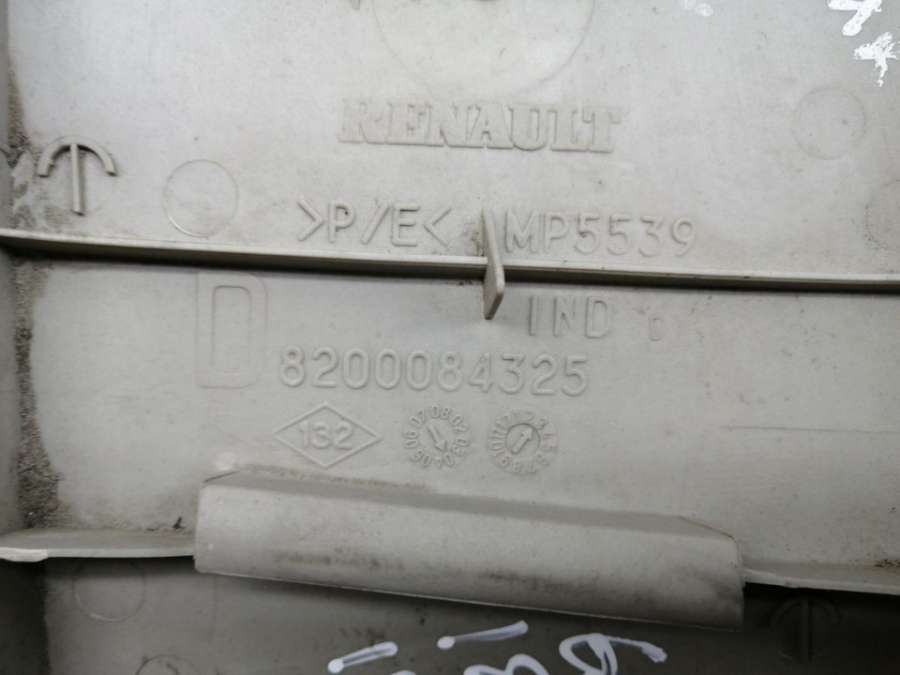 RENAULT
>P/E< MP5539
IND
D 8200084325
132